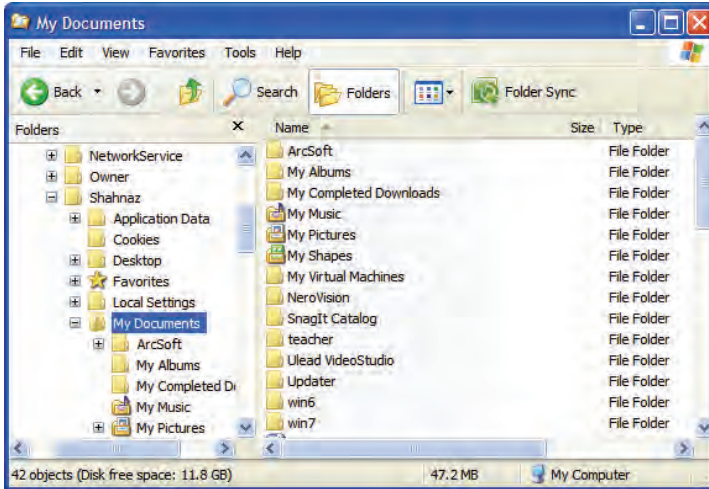 My Documents
File Edit View Favorites Tools Help
Back Search Folders Folder Sync
Folders
NetworkService
Owner
Shahnaz
Application Data
Cookies
Desktop
Favorites
Local Settings
My Documents
ArcSoft
My Albums
My Completed D
My Music
My Pictures
Name Size Type
ArcSoft File Folder
My Albums File Folder
My Completed Downloads File Folder
My Music File Folder
My Pictures File Folder
My Shapes File Folder
My Virtual Machines File Folder
NeroVision File Folder
SnagIt Catalog File Folder
teacher File Folder
Ulead VideoStudio File Folder
Updater File Folder
win6 File Folder
win7 File Folder
42 objects (Disk free space: 11.8 GB) 47.2 MB My Computer